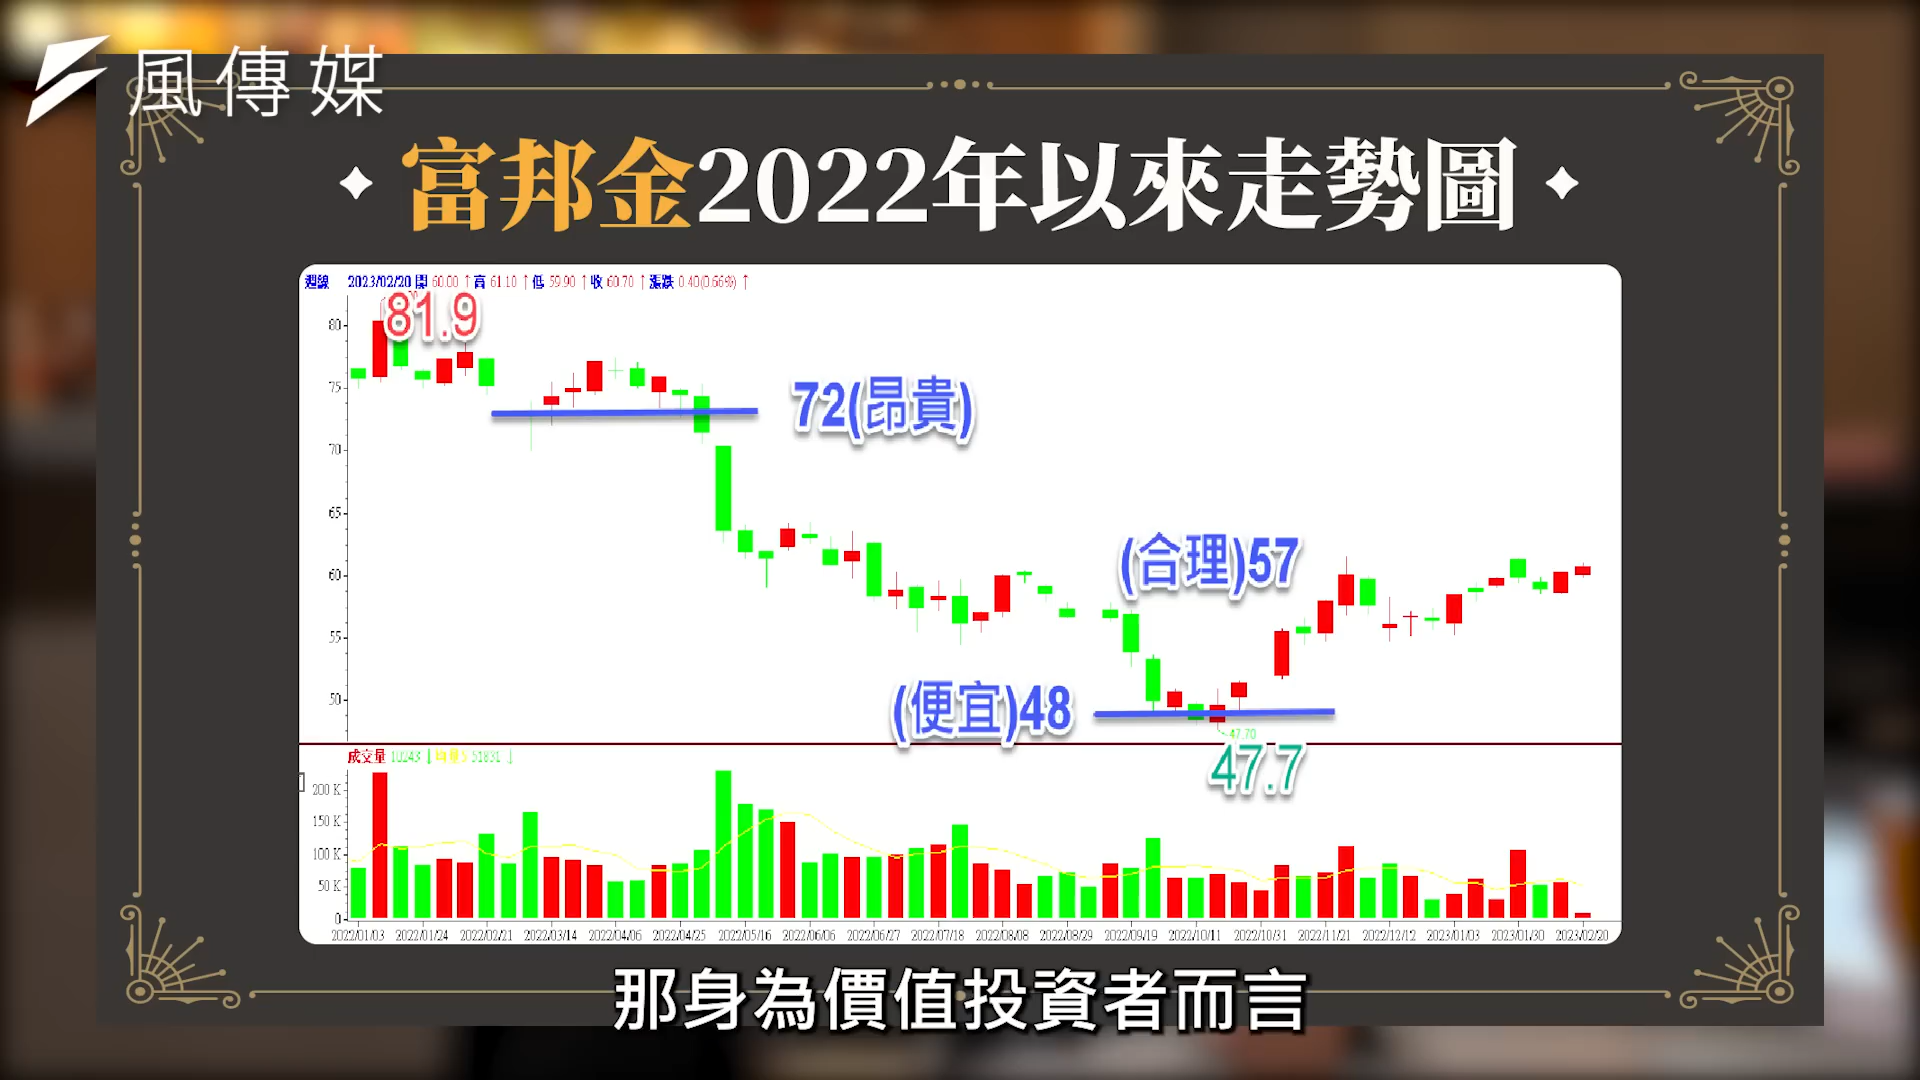 風傳媒
富邦金2022年以來走勢圖
週線 2023/02/20 開 60.00 ↑ 高 61.10 ↑ 低 59.90 ↑ 收 60.70 ↑ 漲跌 0.40(0.66%) ↑
81.9
80
75
72(昂貴)
70
65
(合理)57
60
55
(便宜)48
50
47.70
47.7
成交量 10243 ↓ 均量5 51831 ↓
200 K
150 K
100 K
50 K
0
2022/01/03 2022/01/24 2022/02/21 2022/03/14 2022/04/06 2022/04/25 2022/05/16 2022/06/06 2022/06/27 2022/07/18 2022/08/08 2022/08/29 2022/09/19 2022/10/11 2022/10/31 2022/11/21 2022/12/12 2023/01/03 2023/01/30 2023/02/20
那身為價值投資者而言